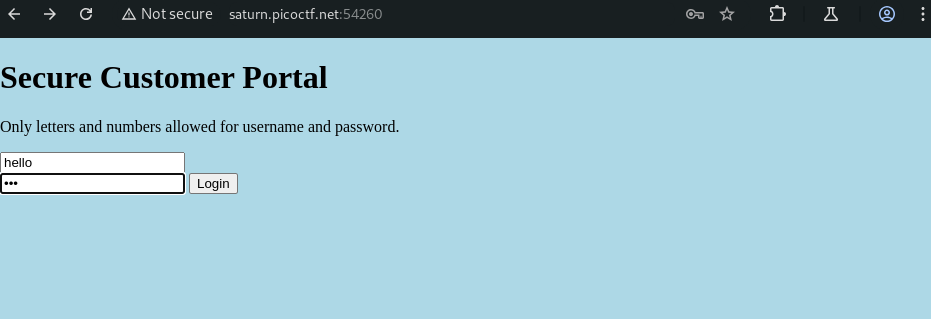 Not secure saturn.picoctf.net:54260
Secure Customer Portal
Only letters and numbers allowed for username and password.
hello
••• Login